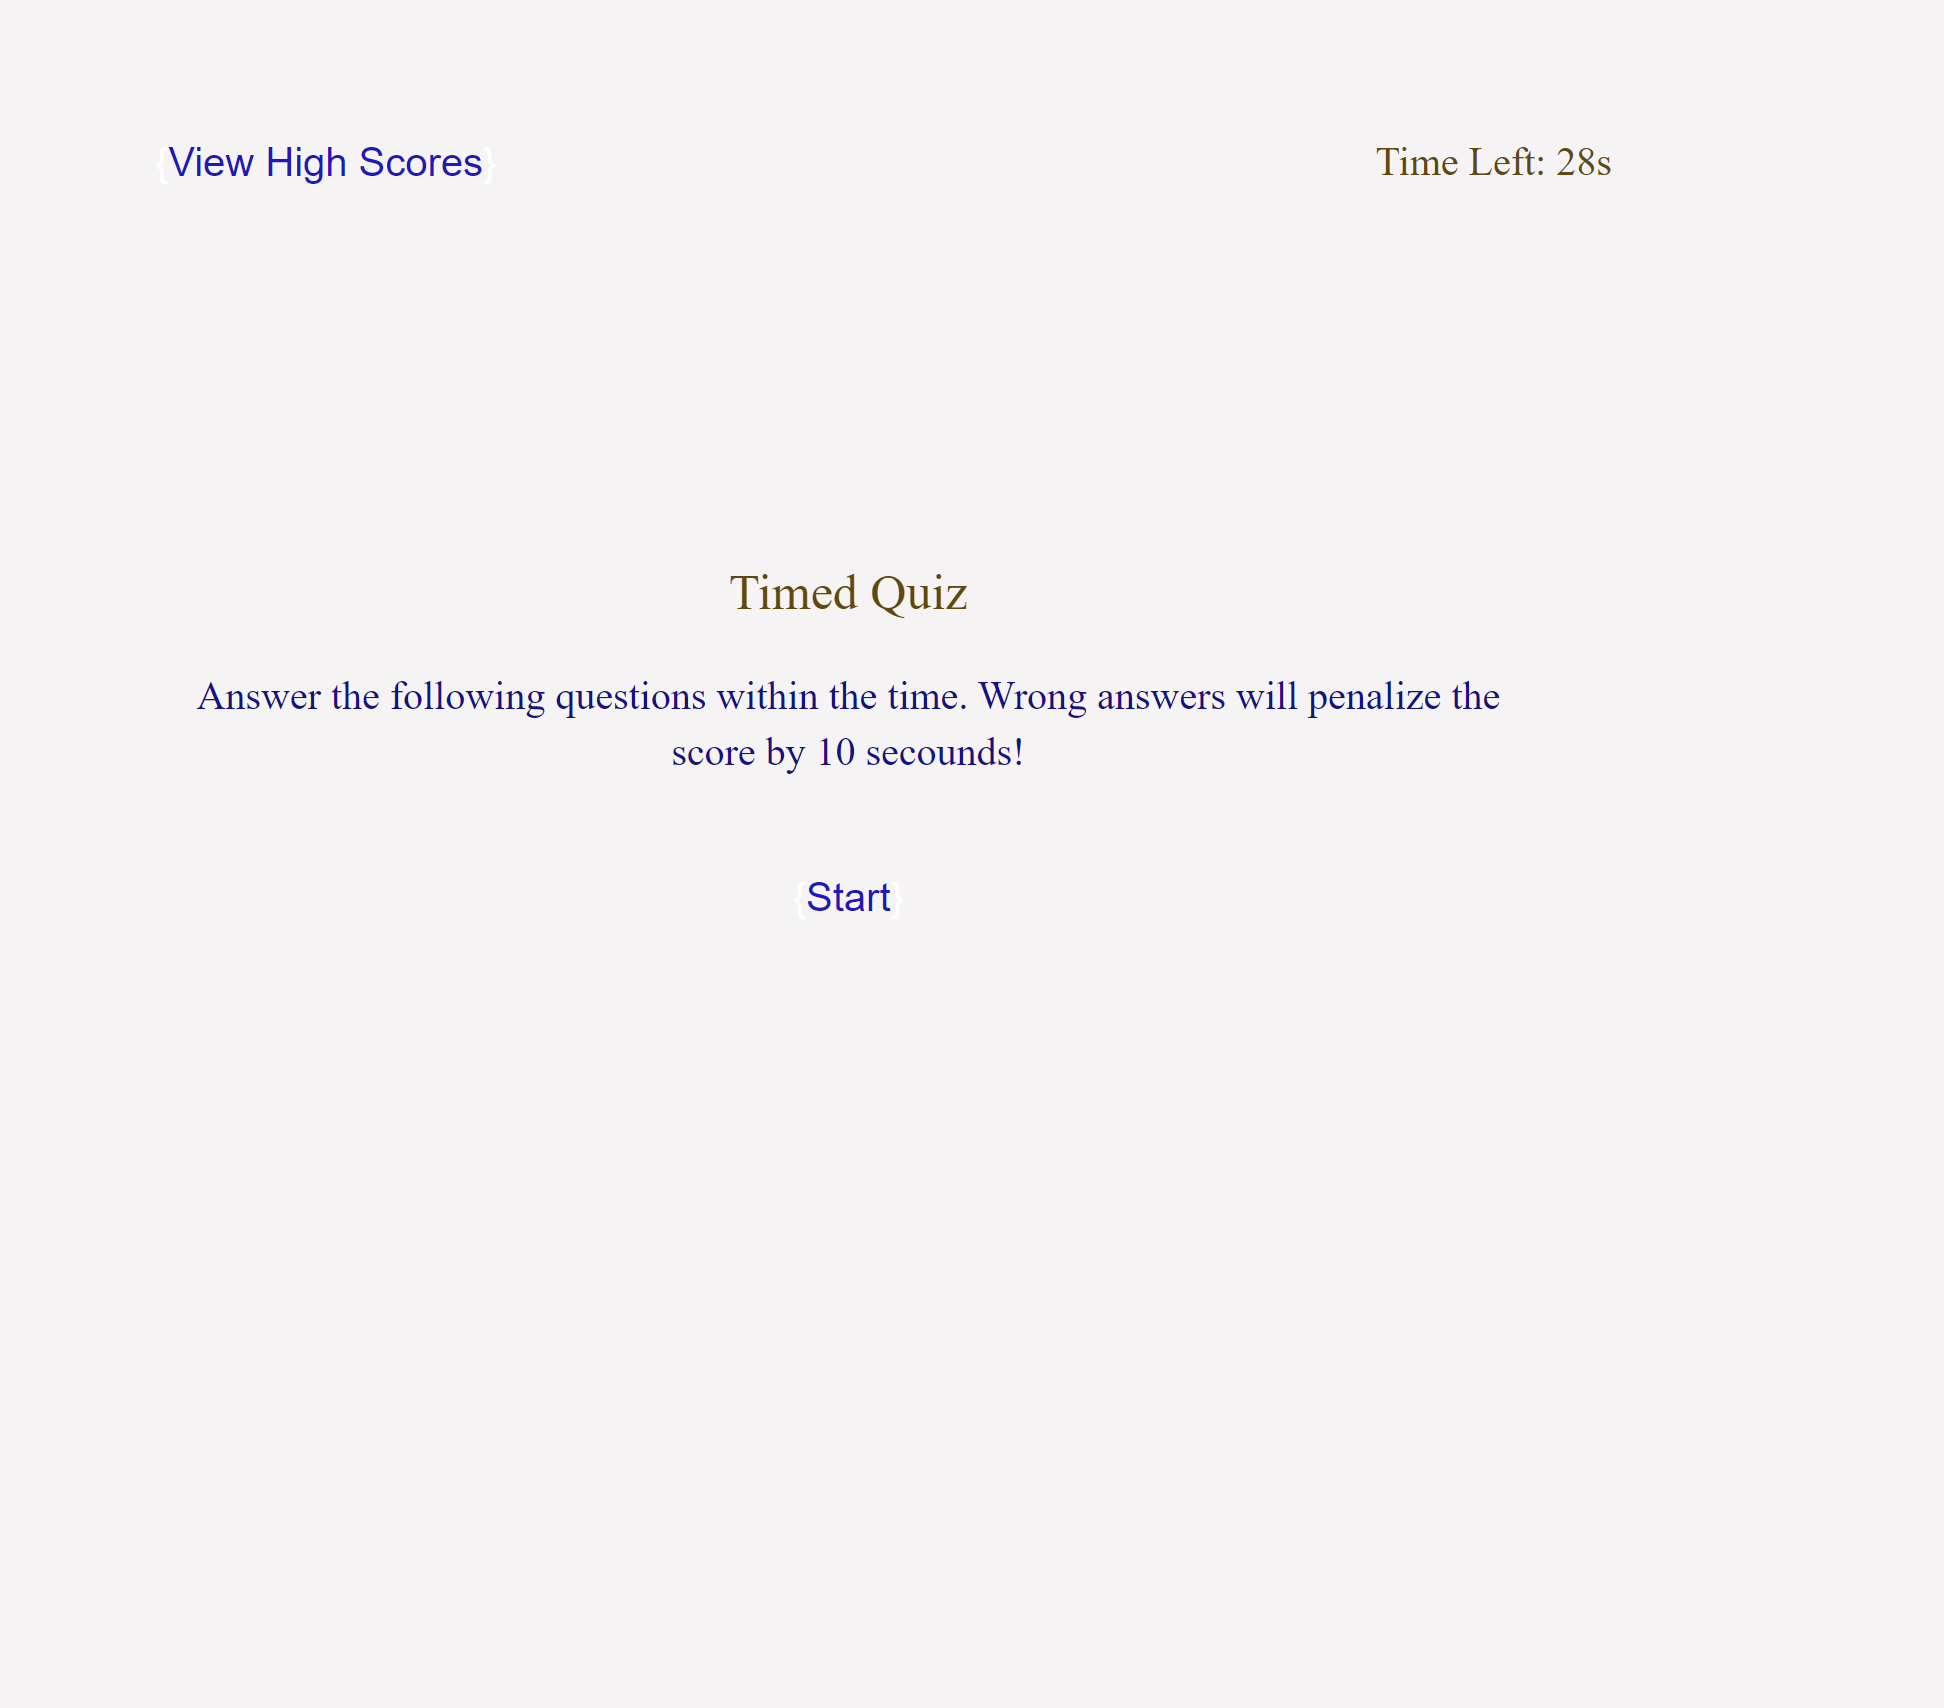 {View High Scores}
Time Left: 28s
Timed Quiz
Answer the following questions within the time. Wrong answers will penalize the
score by 10 secounds!
{Start}